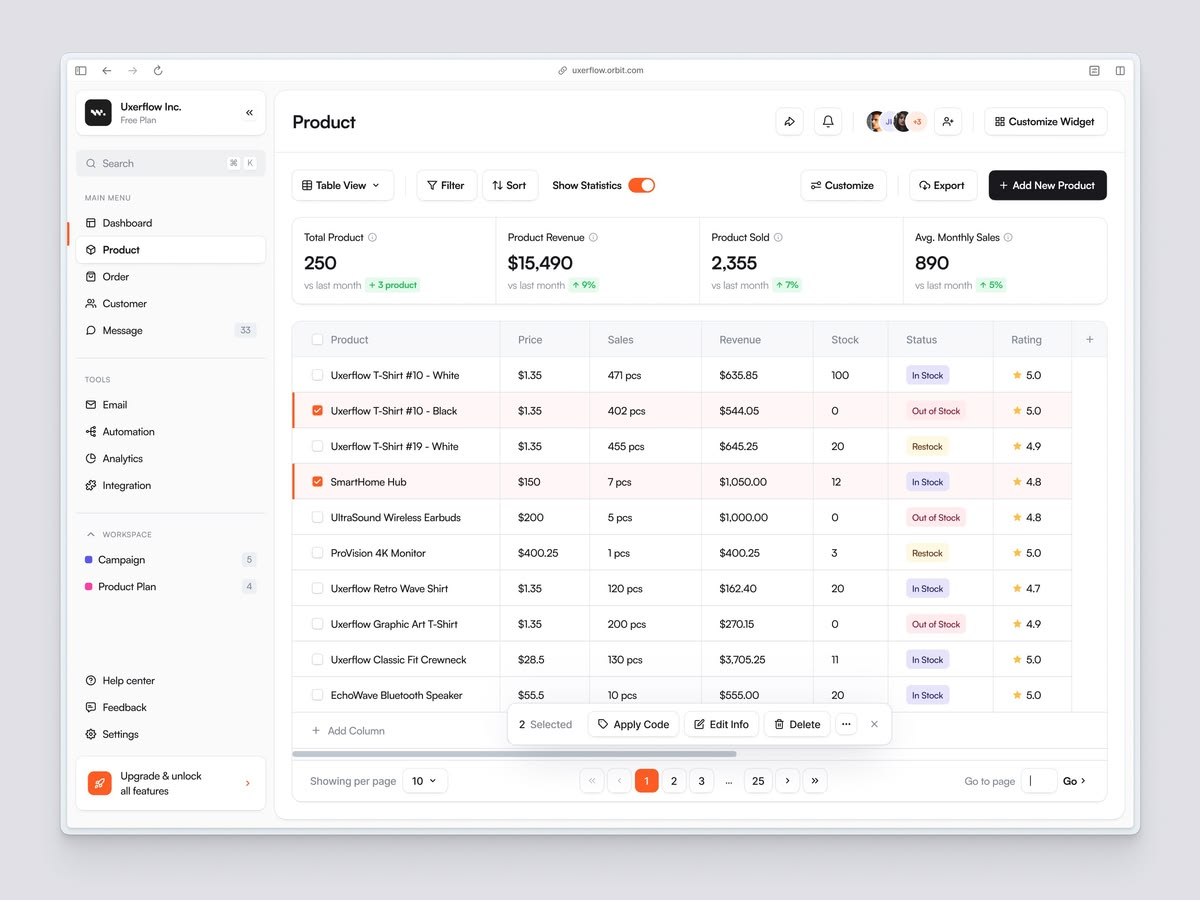 uxerflow.orbit.com
Uxerflow Inc.
Free Plan
Search ⌘ K
MAIN MENU
Dashboard
Product
Order
Customer
Message 33
TOOLS
Email
Automation
Analytics
Integration
WORKSPACE
Campaign 5
Product Plan 4
Help center
Feedback
Settings
Upgrade & unlock
all features
Product
+3
Customize Widget
Table View
Filter
Sort
Show Statistics
Customize
Export
+ Add New Product
Total Product
250
vs last month + 3 product
Product Revenue
$15,490
vs last month ↑ 9%
Product Sold
2,355
vs last month ↑ 7%
Avg. Monthly Sales
890
vs last month ↑ 5%
Product Price Sales Revenue Stock Status Rating +
Uxerflow T-Shirt #10 - White $1.35 471 pcs $635.85 100 In Stock 5.0
Uxerflow T-Shirt #10 - Black $1.35 402 pcs $544.05 0 Out of Stock 5.0
Uxerflow T-Shirt #19 - White $1.35 455 pcs $645.25 20 Restock 4.9
SmartHome Hub $150 7 pcs $1,050.00 12 In Stock 4.8
UltraSound Wireless Earbuds $200 5 pcs $1,000.00 0 Out of Stock 4.8
ProVision 4K Monitor $400.25 1 pcs $400.25 3 Restock 5.0
Uxerflow Retro Wave Shirt $1.35 120 pcs $162.40 20 In Stock 4.7
Uxerflow Graphic Art T-Shirt $1.35 200 pcs $270.15 0 Out of Stock 4.9
Uxerflow Classic Fit Crewneck $28.5 130 pcs $3,705.25 11 In Stock 5.0
EchoWave Bluetooth Speaker $55.5 10 pcs $555.00 20 In Stock 5.0
+ Add Column
2 Selected Apply Code Edit Info Delete ...
Showing per page 10
« ‹ 1 2 3 ... 25 › »
Go to page Go ›